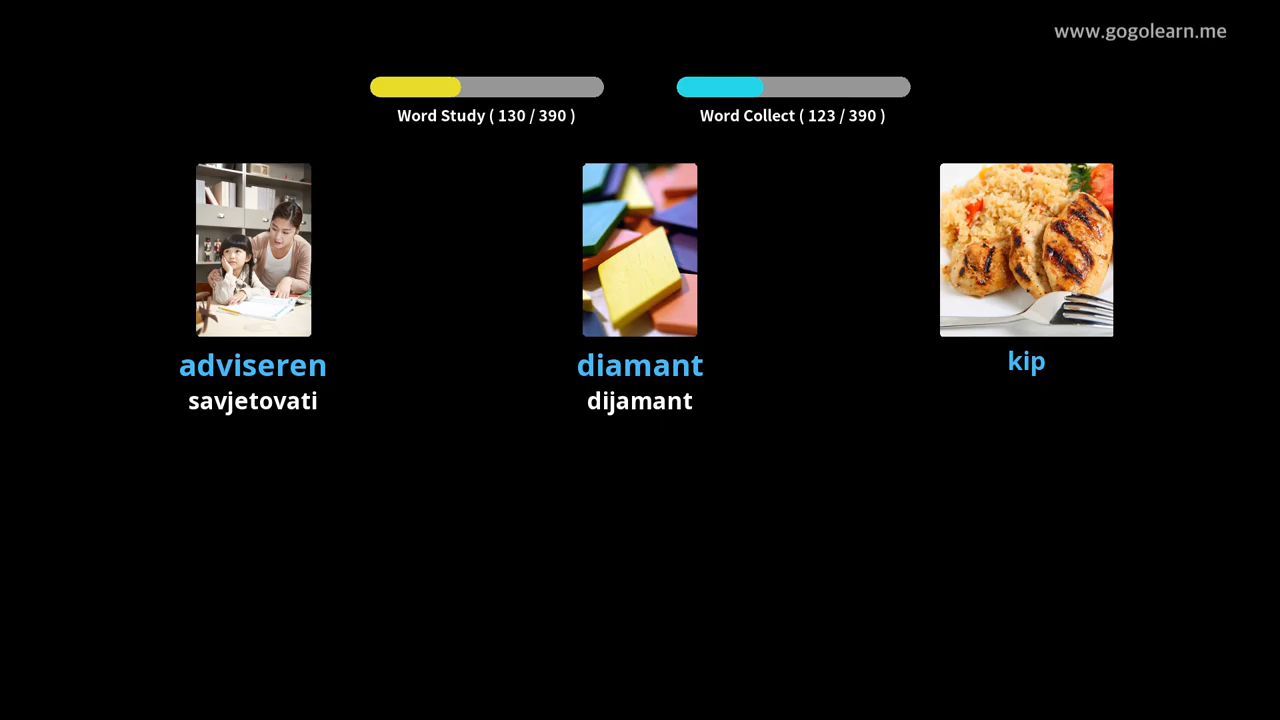 www.gogolearn.me
Word Study ( 130 / 390 )
Word Collect ( 123 / 390 )
adviseren
savjetovati
diamant
dijamant
kip